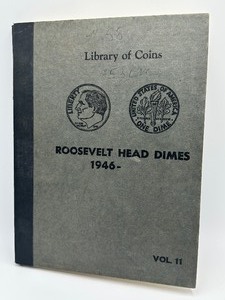 Library of Coins
LIBERTY
UNITED STATES OF AMERICA
ONE DIME
ROOSEVELT HEAD DIMES
1946-
VOL. 11